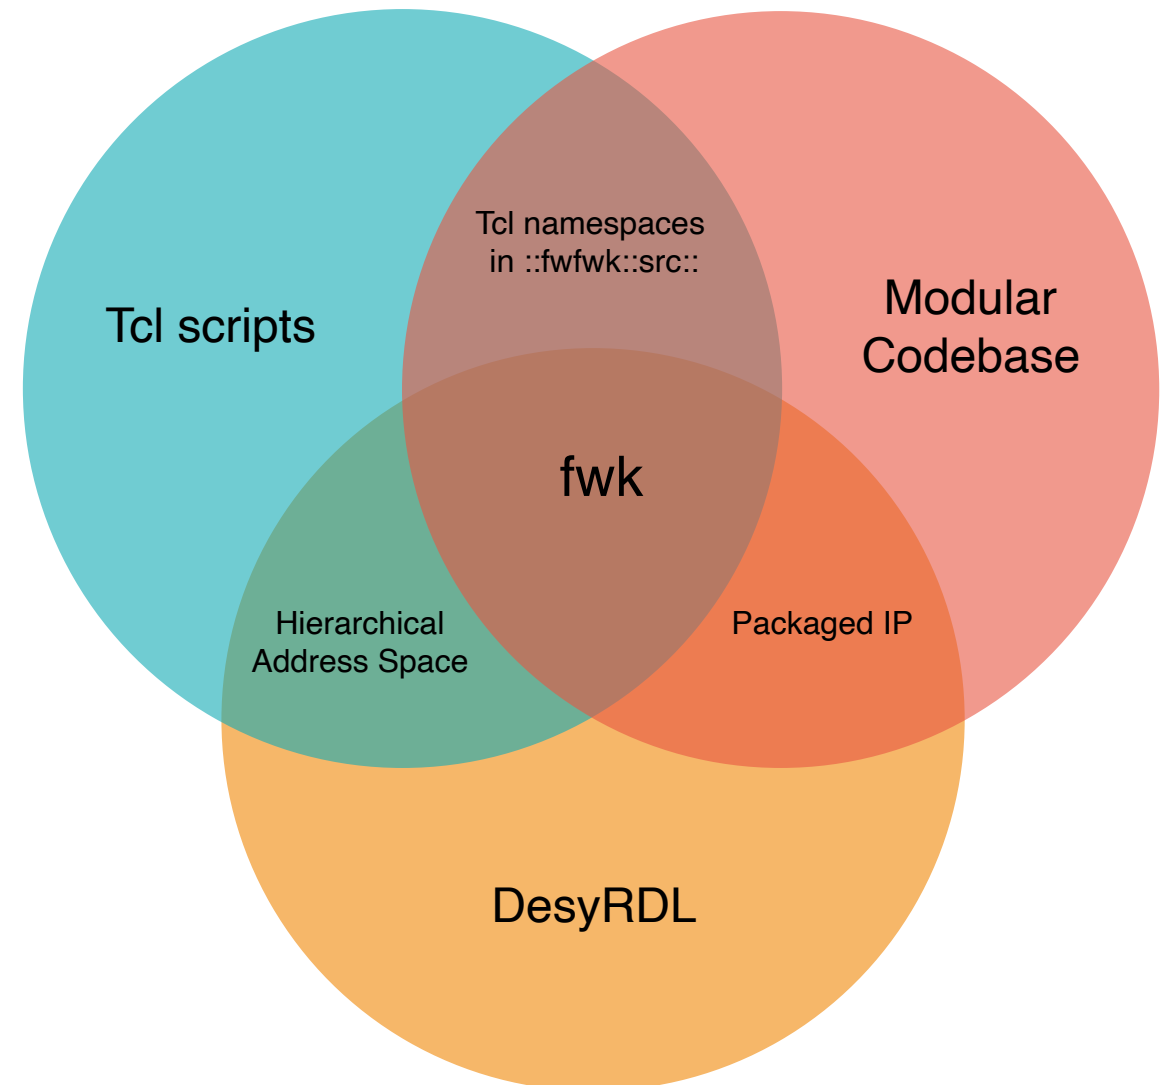 Tcl namespaces
in ::fwfwk::src::
Tcl scripts
Modular
Codebase
fwk
Hierarchical
Address Space
Packaged IP
DesyRDL